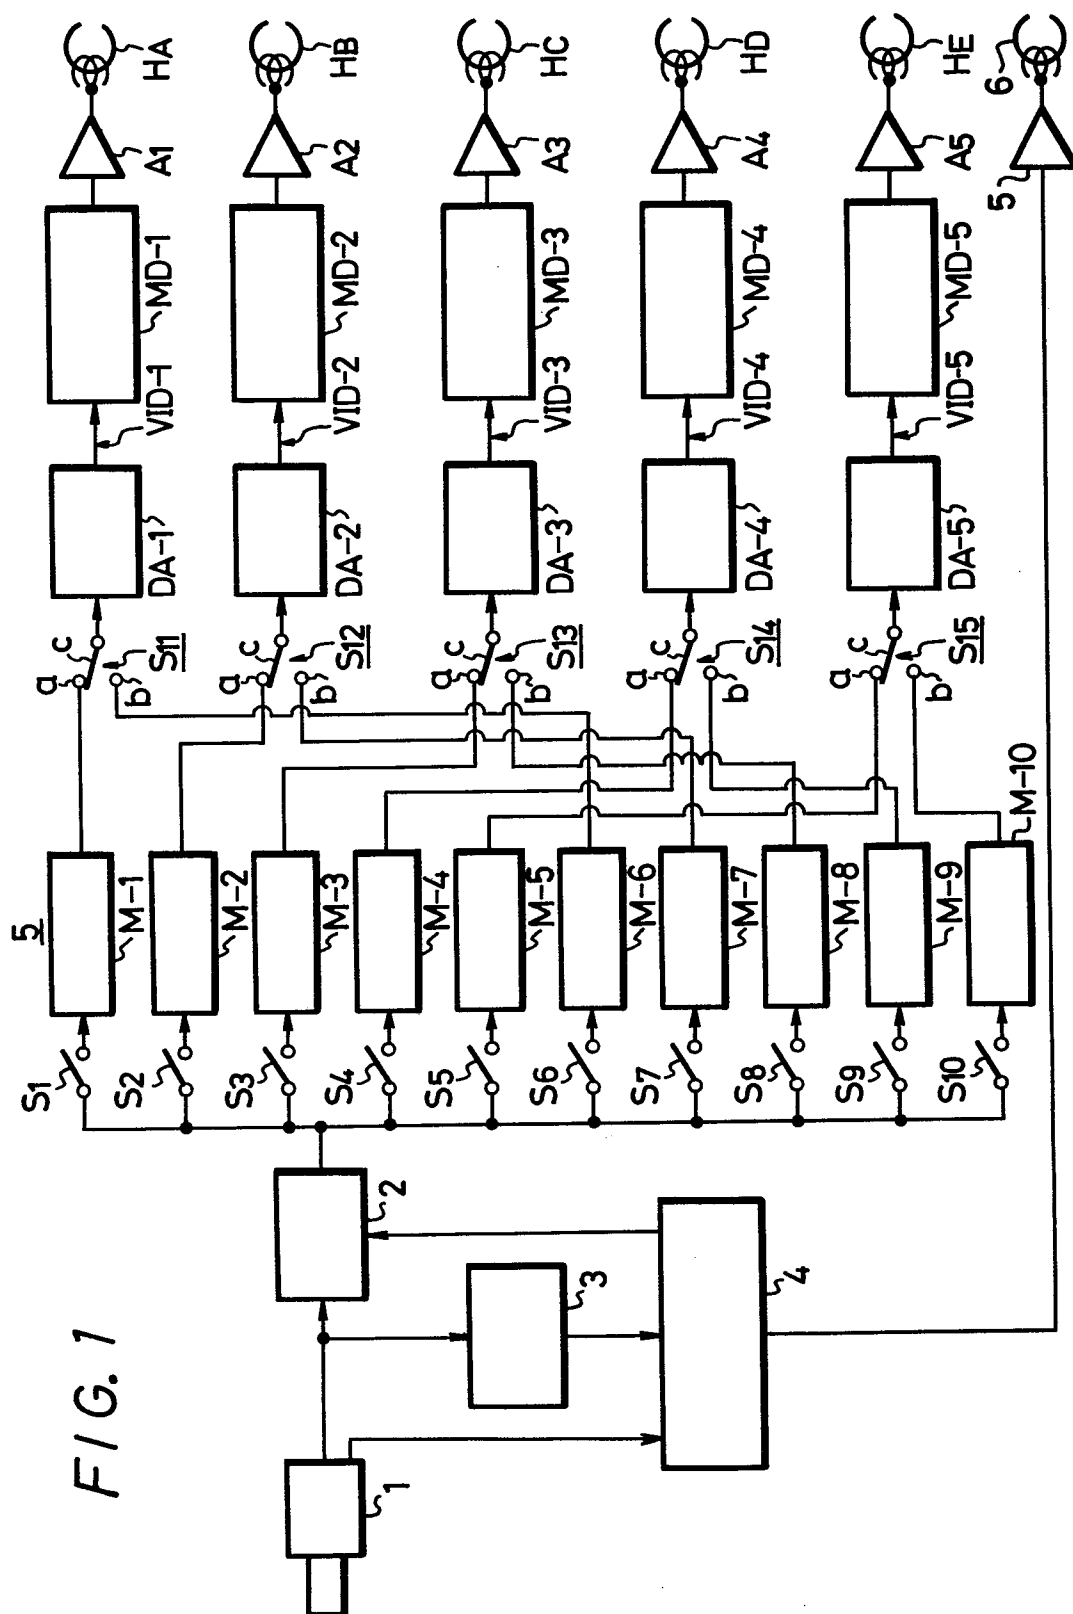 FIG. 1
1
2
3
4
5
S1
S2
S3
S4
S5
S6
S7
S8
S9
S10
M-1
M-2
M-3
M-4
M-5
M-6
M-7
M-8
M-9
M-10
a
b
c
S11
a
b
c
S12
a
b
c
S13
a
b
c
S14
a
b
c
S15
DA-1
DA-2
DA-3
DA-4
DA-5
VID-1
VID-2
VID-3
VID-4
VID-5
MD-1
MD-2
MD-3
MD-4
MD-5
A1
A2
A3
A4
A5
5
HA
HB
HC
HD
HE
6